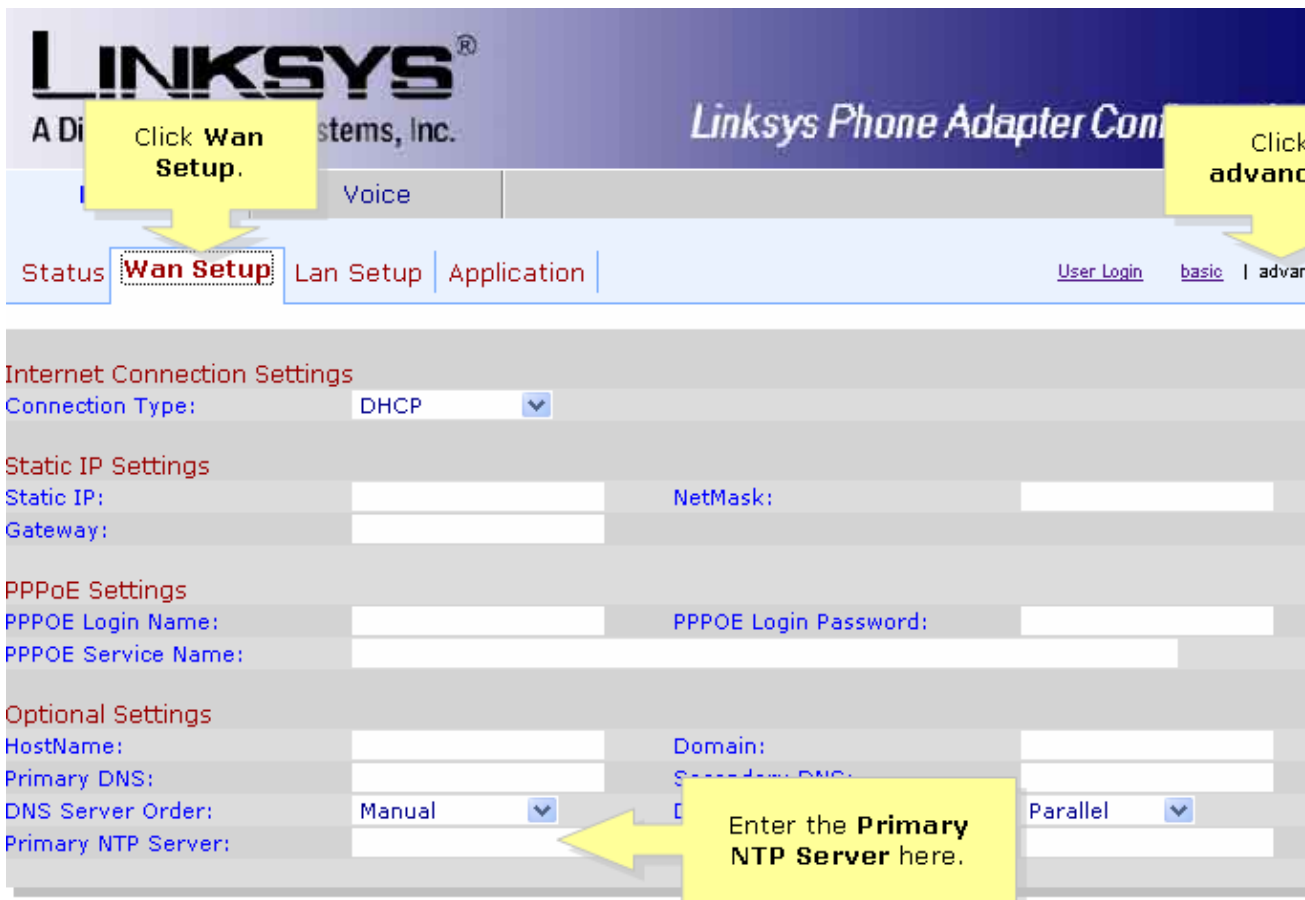 LINKSYS®
A Di stems, Inc.
Linksys Phone Adapter Con
Click Wan
Setup.
Click
advanc
Voice
Status
Wan Setup
Lan Setup
Application
User Login
basic
| advan
Internet Connection Settings
Connection Type: DHCP
Static IP Settings
Static IP: NetMask:
Gateway:
PPPoE Settings
PPPOE Login Name: PPPOE Login Password:
PPPOE Service Name:
Optional Settings
HostName: Domain:
Primary DNS: Secondary DNS:
DNS Server Order: Manual Parallel
Primary NTP Server:
Enter the Primary
NTP Server here.